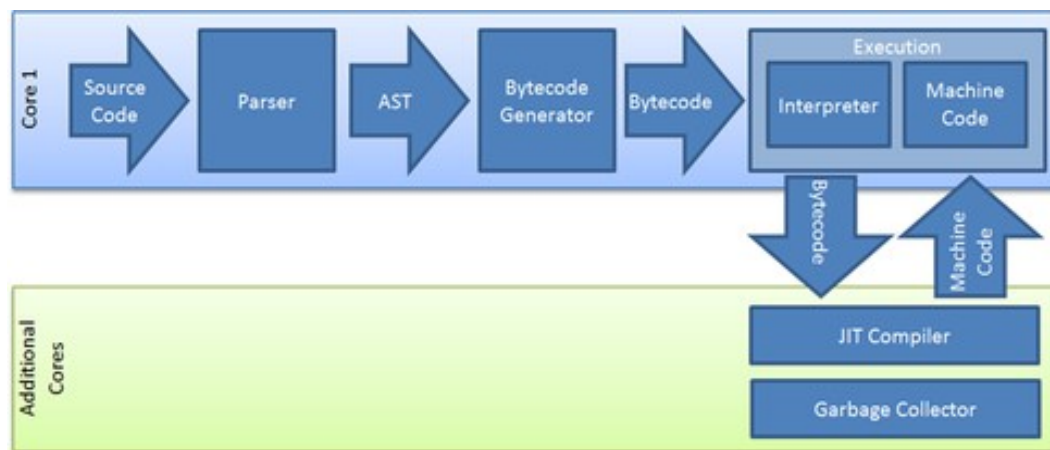 Core 1
Source
Code
Parser
AST
Bytecode
Generator
Bytecode
Execution
Interpreter
Machine
Code
Bytecode
Machine
Code
Additional
Cores
JIT Compiler
Garbage Collector